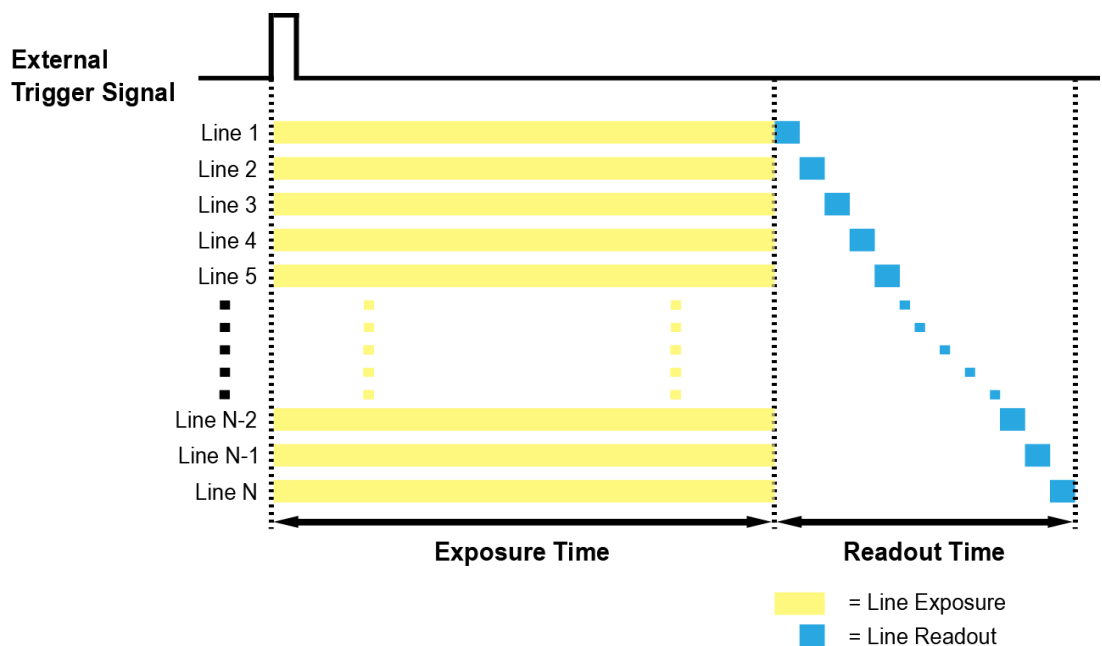 External
Trigger Signal
Line 1
Line 2
Line 3
Line 4
Line 5
Line N-2
Line N-1
Line N
Exposure Time
Readout Time
= Line Exposure
= Line Readout